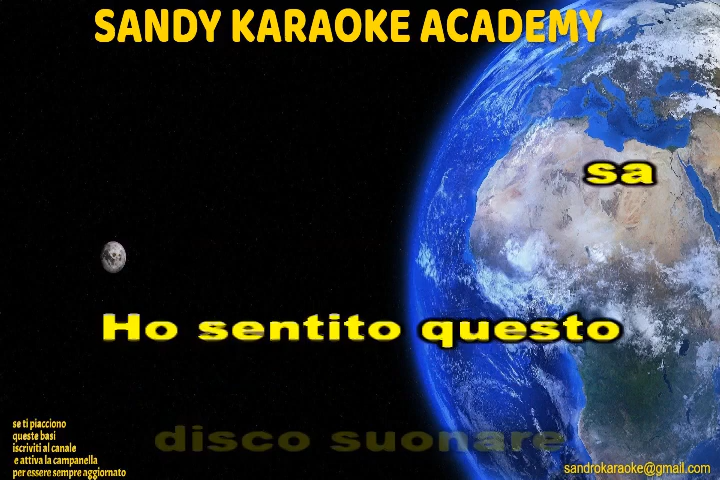 SANDY KARAOKE ACADEMY
sa
Ho sentito questo
disco suonare
se ti piacciono
queste basi
iscriviti al canale
e attiva la campanella
per essere sempre aggiornato
sandrokaraoke@gmail.com